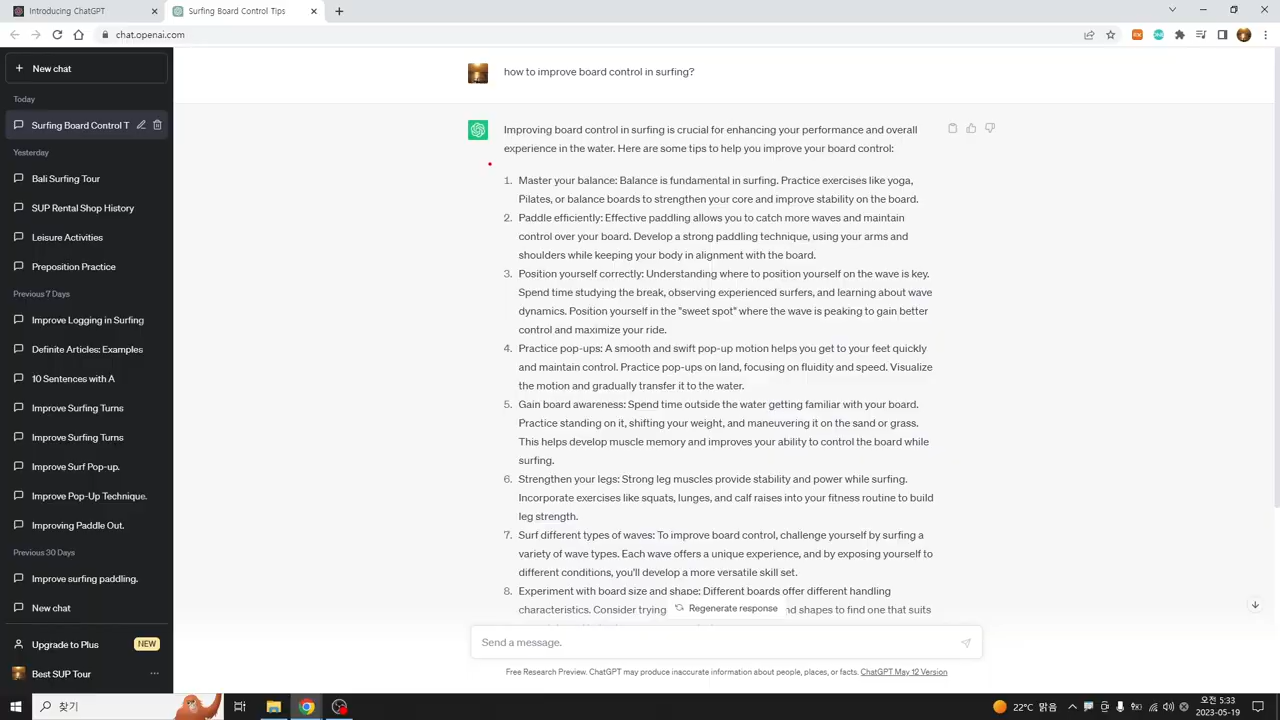 Introducing ChatGPT
Surfing Board Control Tips
chat.openai.com
New chat
Today
Surfing Board Control T
Yesterday
Bali Surfing Tour
SUP Rental Shop History
Leisure Activities
Preposition Practice
Previous 7 Days
Improve Logging in Surfing
Definite Articles: Examples
10 Sentences with A
Improve Surfing Turns
Improve Surfing Turns
Improve Surf Pop-up.
Improve Pop-Up Technique.
Improving Paddle Out.
Previous 30 Days
Improve surfing paddling.
New chat
Upgrade to Plus
NEW
Best SUP Tour
how to improve board control in surfing?
Improving board control in surfing is crucial for enhancing your performance and overall
experience in the water. Here are some tips to help you improve your board control:
1. Master your balance: Balance is fundamental in surfing. Practice exercises like yoga,
Pilates, or balance boards to strengthen your core and improve stability on the board.
2. Paddle efficiently: Effective paddling allows you to catch more waves and maintain
control over your board. Develop a strong paddling technique, using your arms and
shoulders while keeping your body in alignment with the board.
3. Position yourself correctly: Understanding where to position yourself on the wave is key.
Spend time studying the break, observing experienced surfers, and learning about wave
dynamics. Position yourself in the "sweet spot" where the wave is peaking to gain better
control and maximize your ride.
4. Practice pop-ups: A smooth and swift pop-up motion helps you get to your feet quickly
and maintain control. Practice pop-ups on land, focusing on fluidity and speed. Visualize
the motion and gradually transfer it to the water.
5. Gain board awareness: Spend time outside the water getting familiar with your board.
Practice standing on it, shifting your weight, and maneuvering it on the sand or grass.
This helps develop muscle memory and improves your ability to control the board while
surfing.
6. Strengthen your legs: Strong leg muscles provide stability and power while surfing.
Incorporate exercises like squats, lunges, and calf raises into your fitness routine to build
leg strength.
7. Surf different types of waves: To improve board control, challenge yourself by surfing a
variety of wave types. Each wave offers a unique experience, and by exposing yourself to
different conditions, you'll develop a more versatile skill set.
8. Experiment with board size and shape: Different boards offer different handling
characteristics. Consider trying
Regenerate response
nd shapes to find one that suits
Send a message.
Free Research Preview. ChatGPT may produce inaccurate information about people, places, or facts. ChatGPT May 12 Version
찾기
22°C 맑음
오전 5:33
2023-05-19